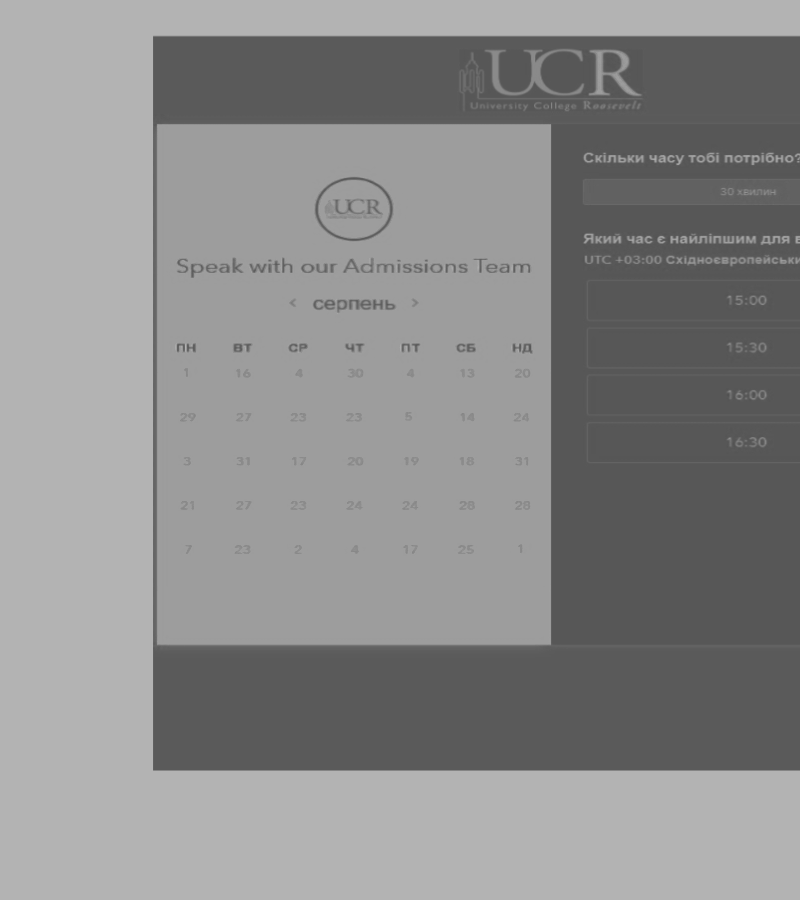 UCR
University College Roosevelt
UCR
Speak with our Admissions Team
< серпень >
ПН ВТ СР ЧТ ПТ СБ НД
1 16 4 30 4 13 20
29 27 23 23 5 14 24
3 31 17 20 19 18 31
21 27 23 24 24 28 28
7 23 2 4 17 25 1
Скільки часу тобі потрібно?
30 хвилин
Який час є найліпшим для в
UTC +03:00 Східноєвропейськи
15:00
15:30
16:00
16:30